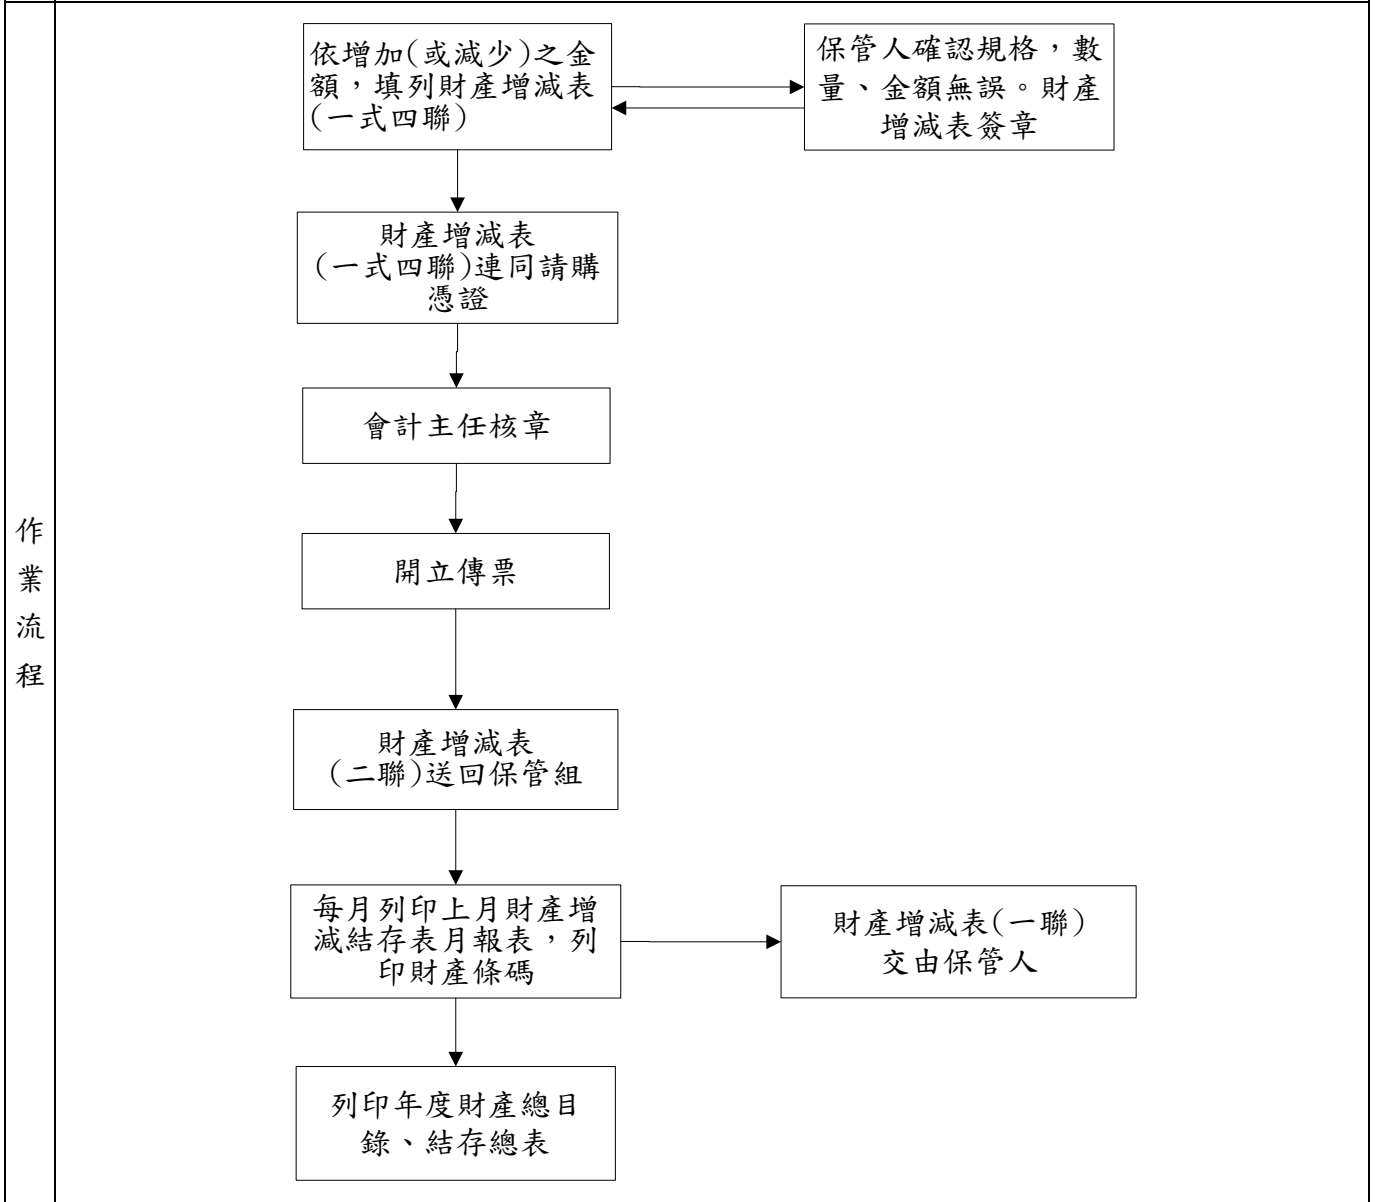 作
業
流
程
依增加(或減少)之金
額，填列財產增減表
(一式四聯)
保管人確認規格，數
量、金額無誤。財產
增減表簽章
財產增減表
(一式四聯)連同請購
憑證
會計主任核章
開立傳票
財產增減表
(二聯)送回保管組
每月列印上月財產增
減結存表月報表，列
印財產條碼
財產增減表(一聯)
交由保管人
列印年度財產總目
錄、結存總表